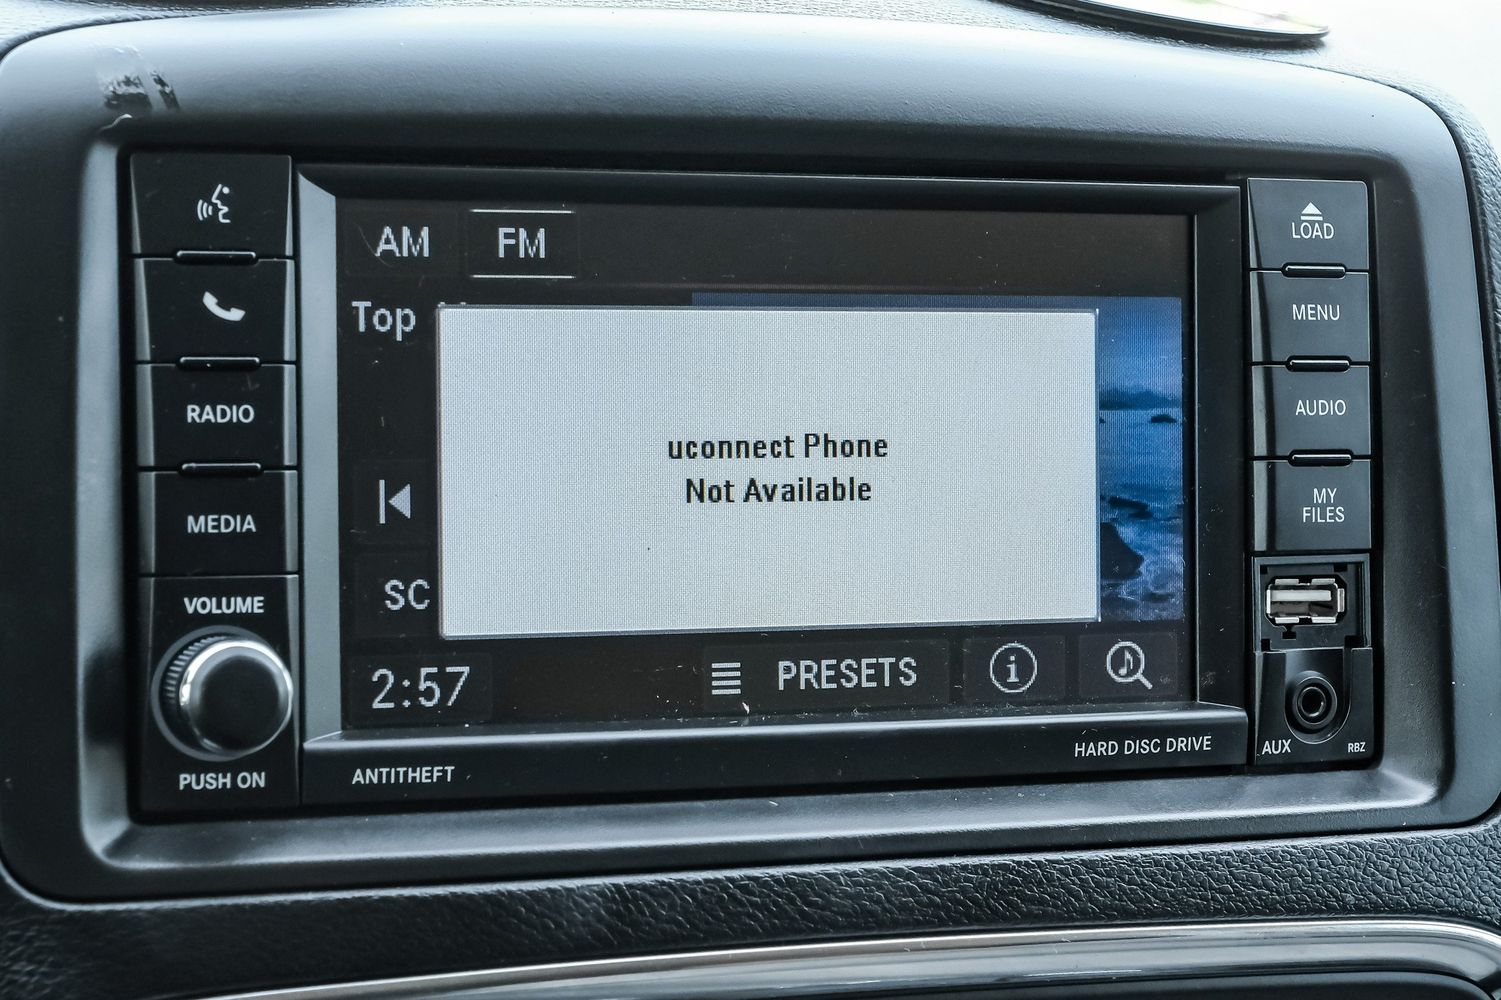 AM FM
Top
uconnect Phone
Not Available
SC
2:57
PRESETS
RADIO
MEDIA
VOLUME
PUSH ON
ANTITHEFT
HARD DISC DRIVE
LOAD
MENU
AUDIO
MY
FILES
AUX
RBZ